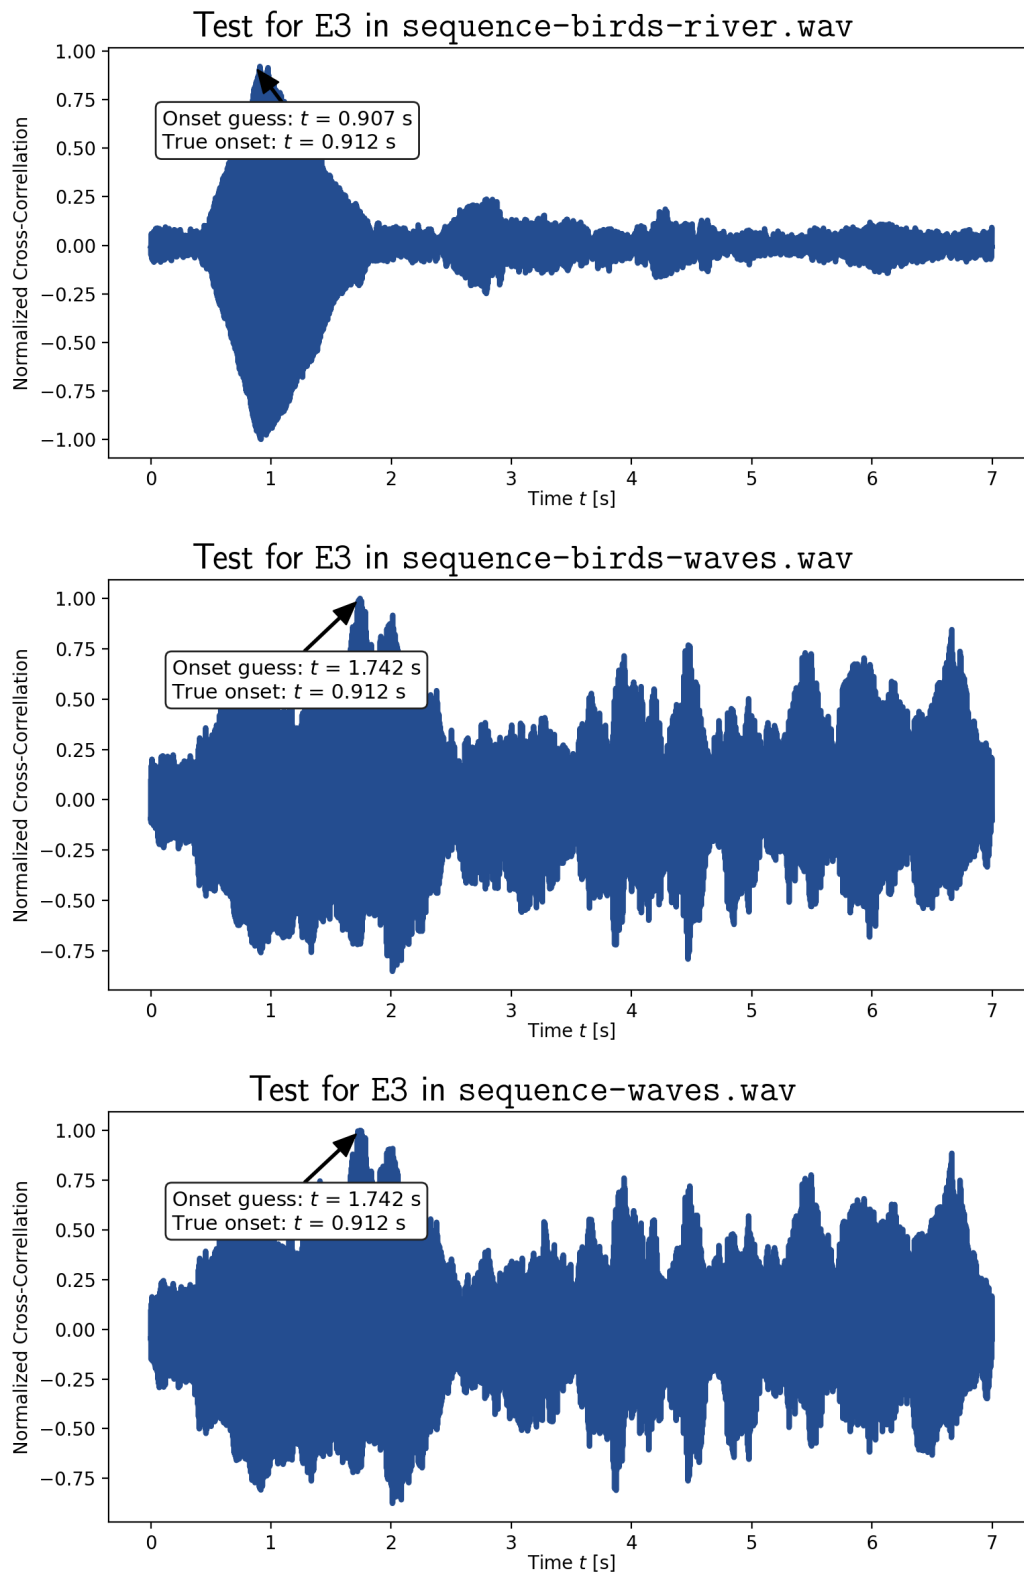 Test for E3 in sequence-birds-river.wav
Normalized Cross-Correllation
1.00
0.75
0.50
0.25
0.00
−0.25
−0.50
−0.75
−1.00
Onset guess: t = 0.907 s
True onset: t = 0.912 s
0 1 2 3 4 5 6 7
Time t [s]
Test for E3 in sequence-birds-waves.wav
Normalized Cross-Correllation
1.00
0.75
0.50
0.25
0.00
−0.25
−0.50
−0.75
Onset guess: t = 1.742 s
True onset: t = 0.912 s
0 1 2 3 4 5 6 7
Time t [s]
Test for E3 in sequence-waves.wav
Normalized Cross-Correllation
1.00
0.75
0.50
0.25
0.00
−0.25
−0.50
−0.75
Onset guess: t = 1.742 s
True onset: t = 0.912 s
0 1 2 3 4 5 6 7
Time t [s]